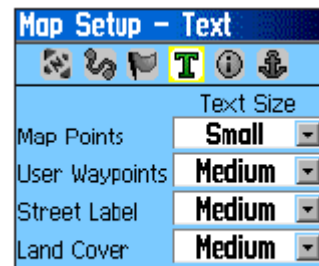 Map Setup - Text
T
Text Size
Map Points Small
User Waypoints Medium
Street Label Medium
Land Cover Medium